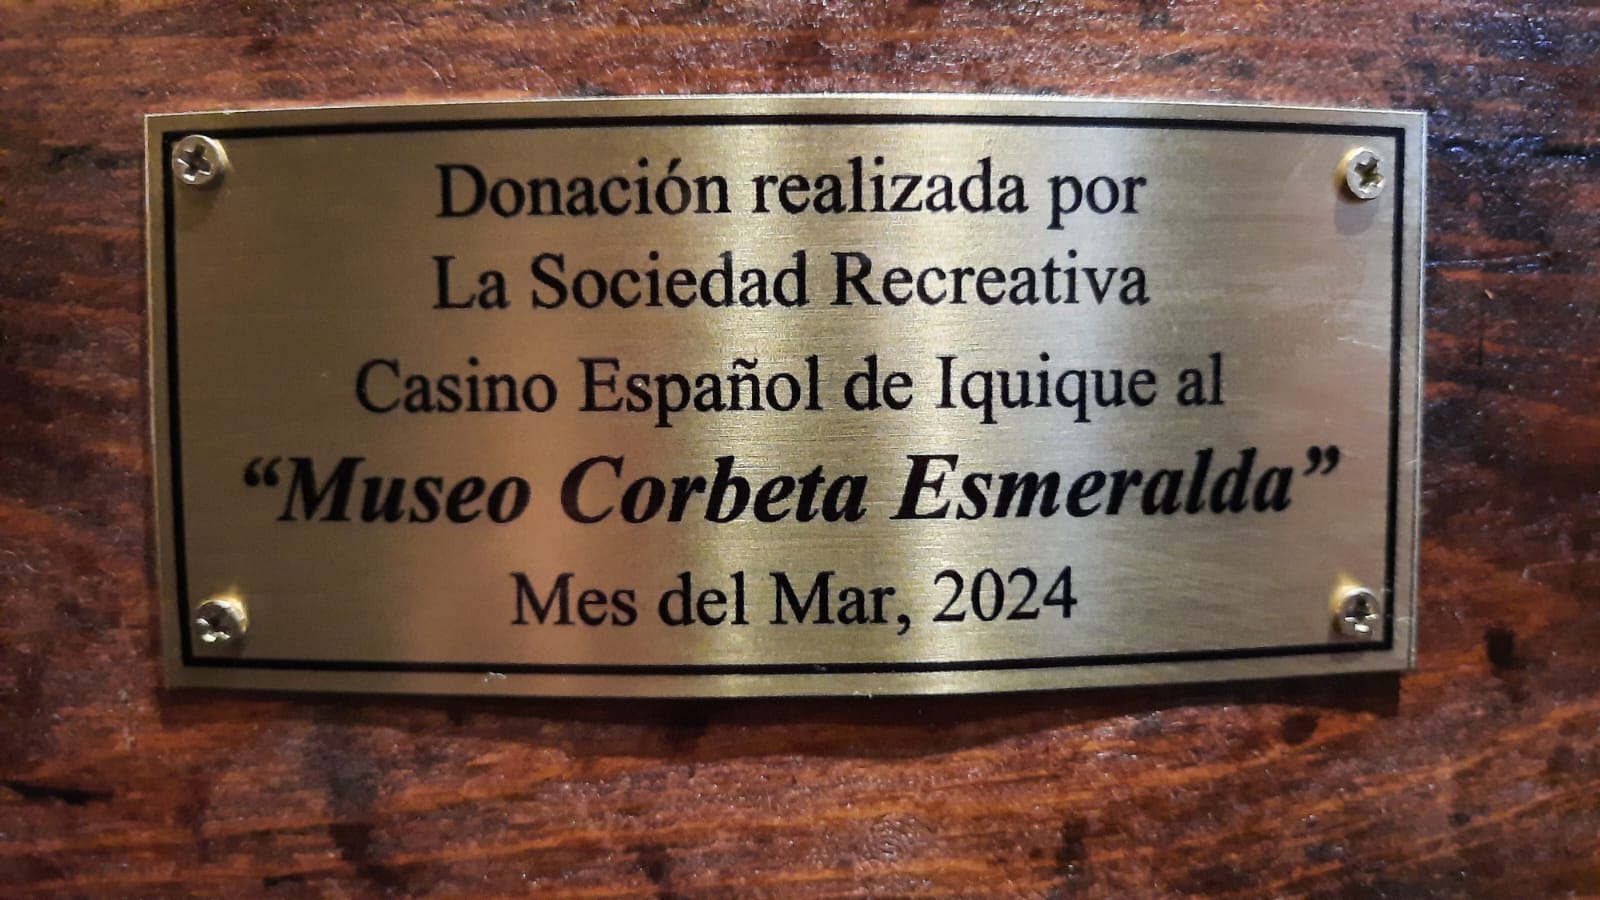 Donación realizada por
La Sociedad Recreativa
Casino Español de Iquique al
“Museo Corbeta Esmeralda”
Mes del Mar, 2024